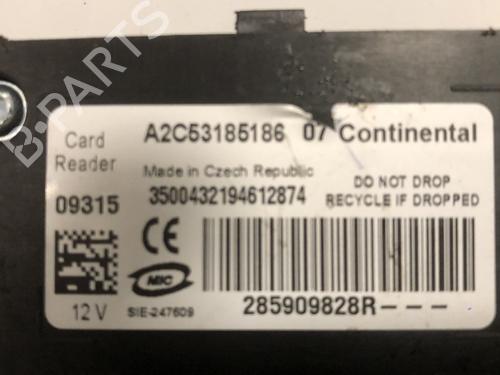 B-PARTS
Card Reader
A2C53185186 07 Continental
Made in Czech Republic
09315
3500432194612874
DO NOT DROP
RECYCLE IF DROPPED
CE
MIC
12 V
SIE-247609
285909828R---